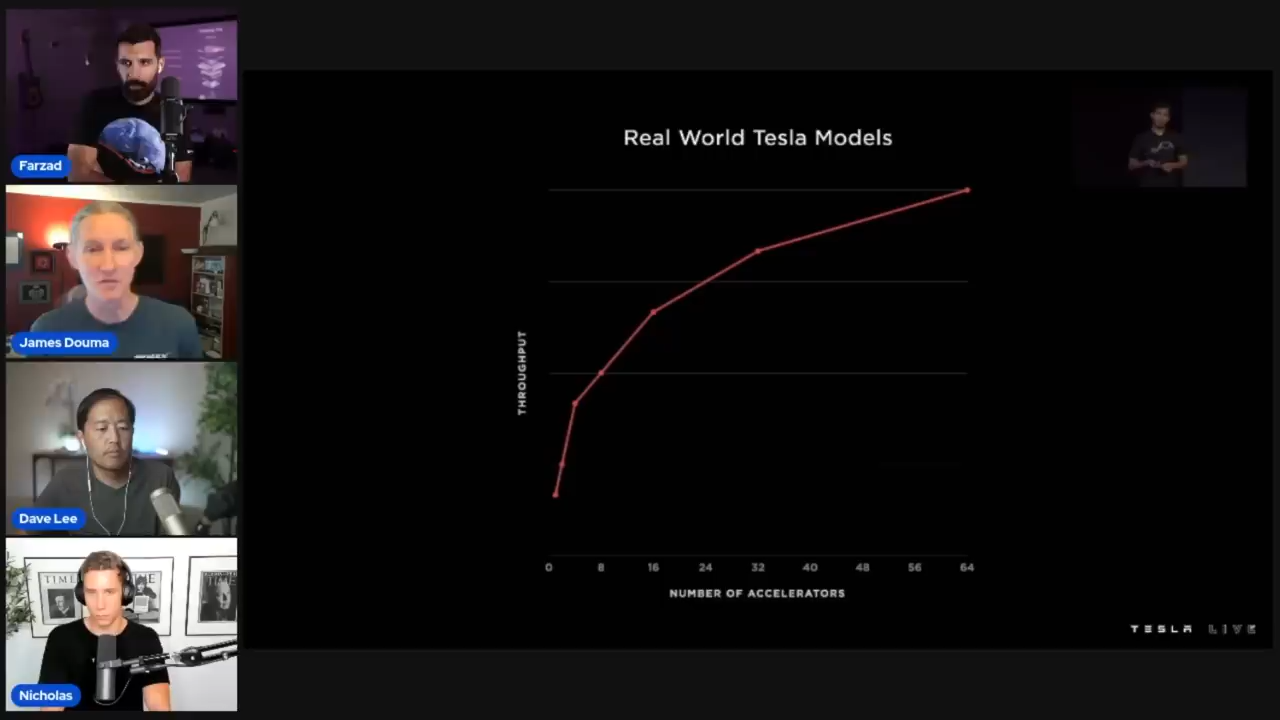 Farzad
James Douma
Dave Lee
TIME
Nicholas
Real World Tesla Models
THROUGHPUT
0 8 16 24 32 40 48 56 64
NUMBER OF ACCELERATORS
TESLA LIVE